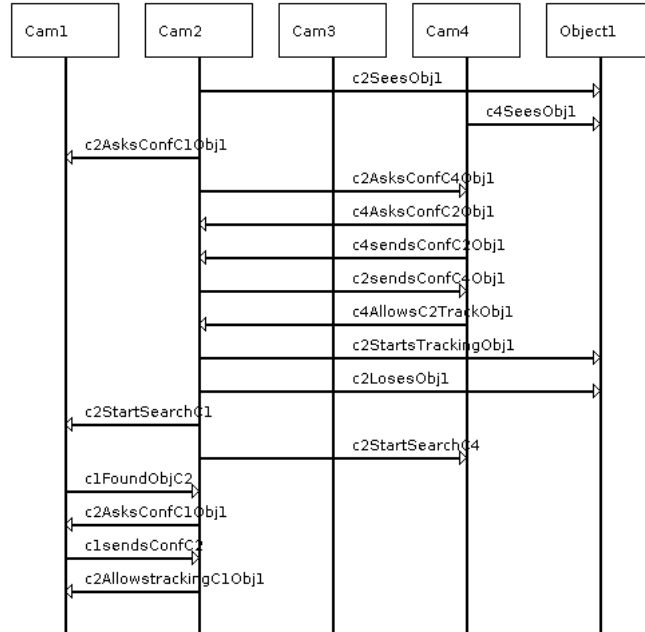 Cam1 Cam2 Cam3 Cam4 Object1
c2SeesObj1
c4SeesObj1
c2AsksConfC1Obj1
c2AsksConfC4Obj1
c4AsksConfC2Obj1
c4sendsConfC2Obj1
c2sendsConfC4Obj1
c4AllowsC2TrackObj1
c2StartsTrackingObj1
c2LosesObj1
c2StartSearchC1
c2StartSearchC4
c1FoundObjC2
c2AsksConfC1Obj1
c1sendsConfC2
c2AllowstrackingC1Obj1